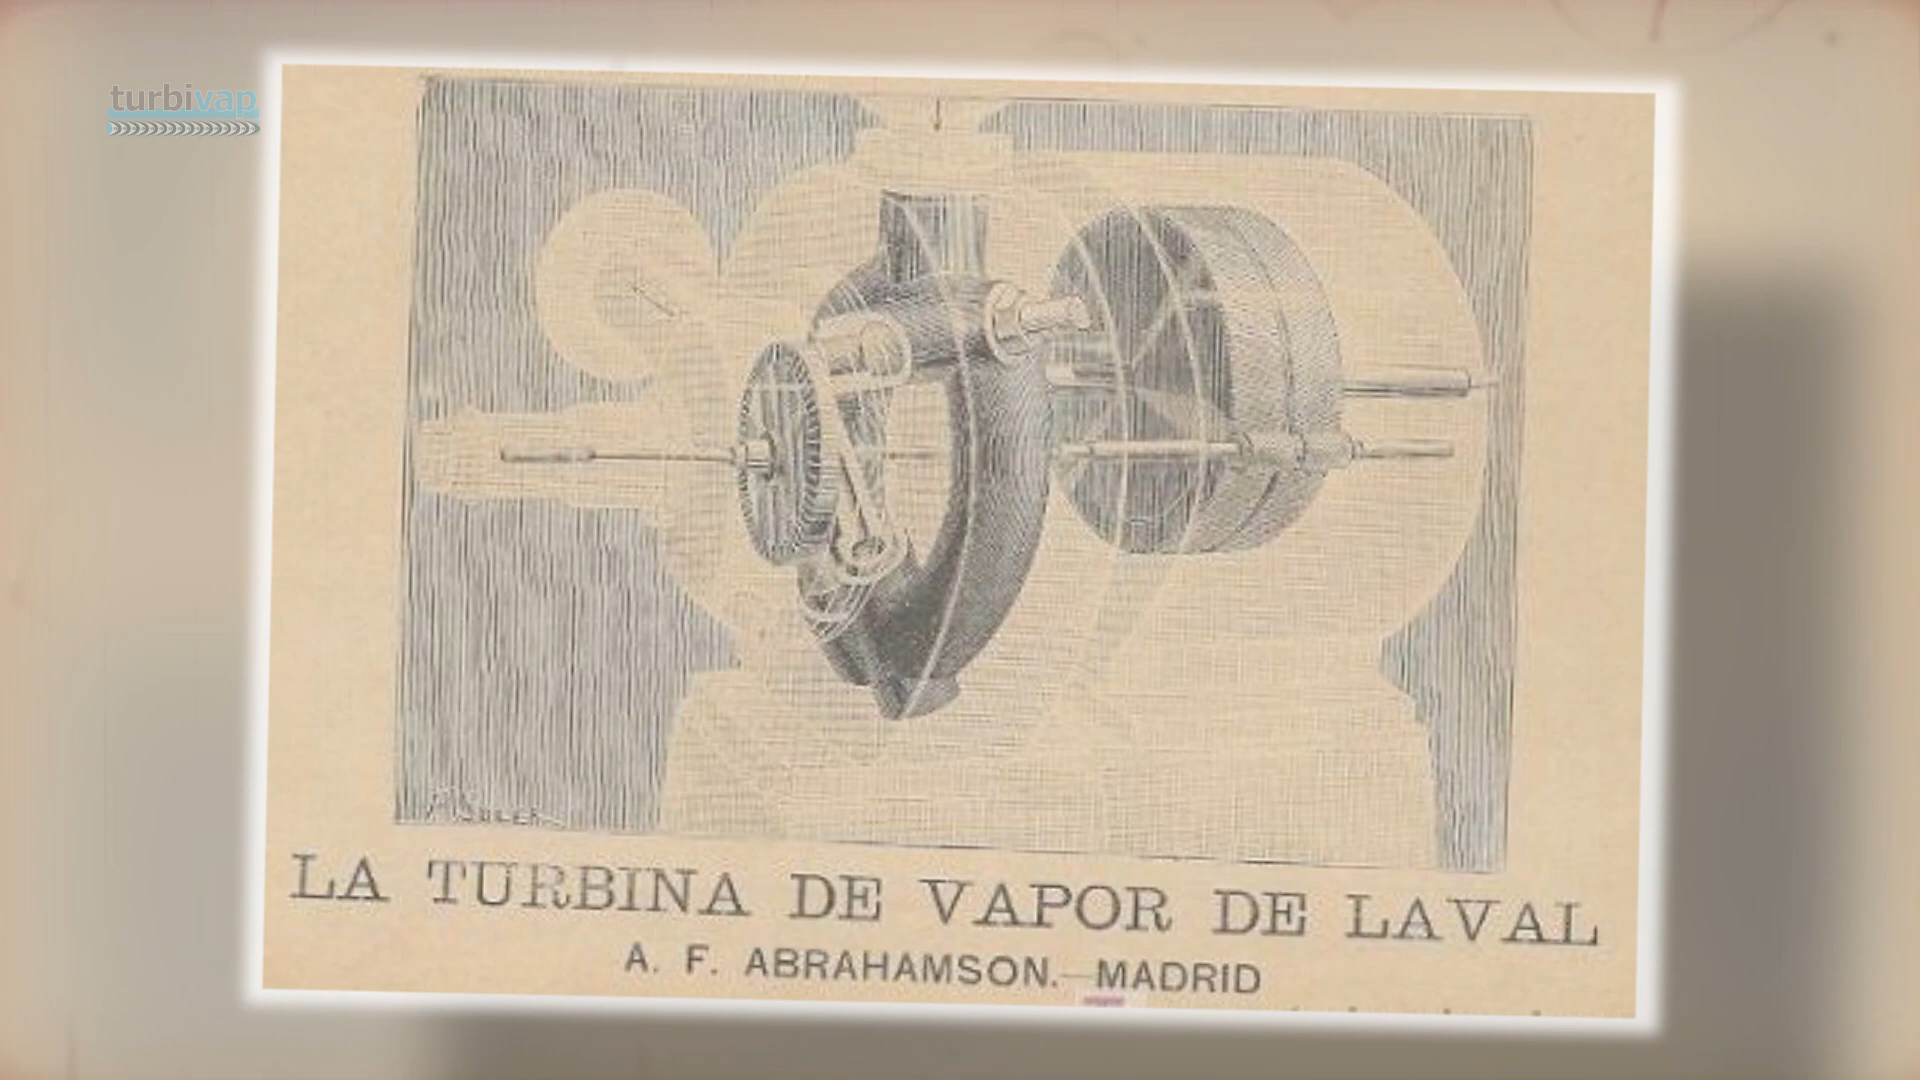 turbivap
LA TURBINA DE VAPOR DE LAVAL
A. F. ABRAHAMSON.—MADRID